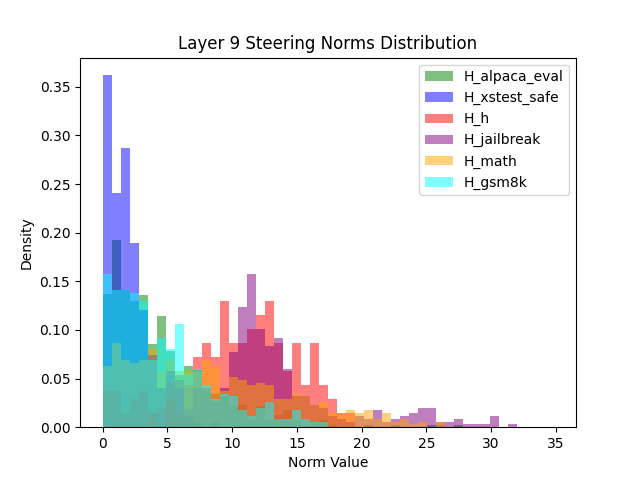 Layer 9 Steering Norms Distribution
H_alpaca_eval
H_xstest_safe
H_h
H_jailbreak
H_math
H_gsm8k
Density
0.35
0.30
0.25
0.20
0.15
0.10
0.05
0.00
0 5 10 15 20 25 30 35
Norm Value